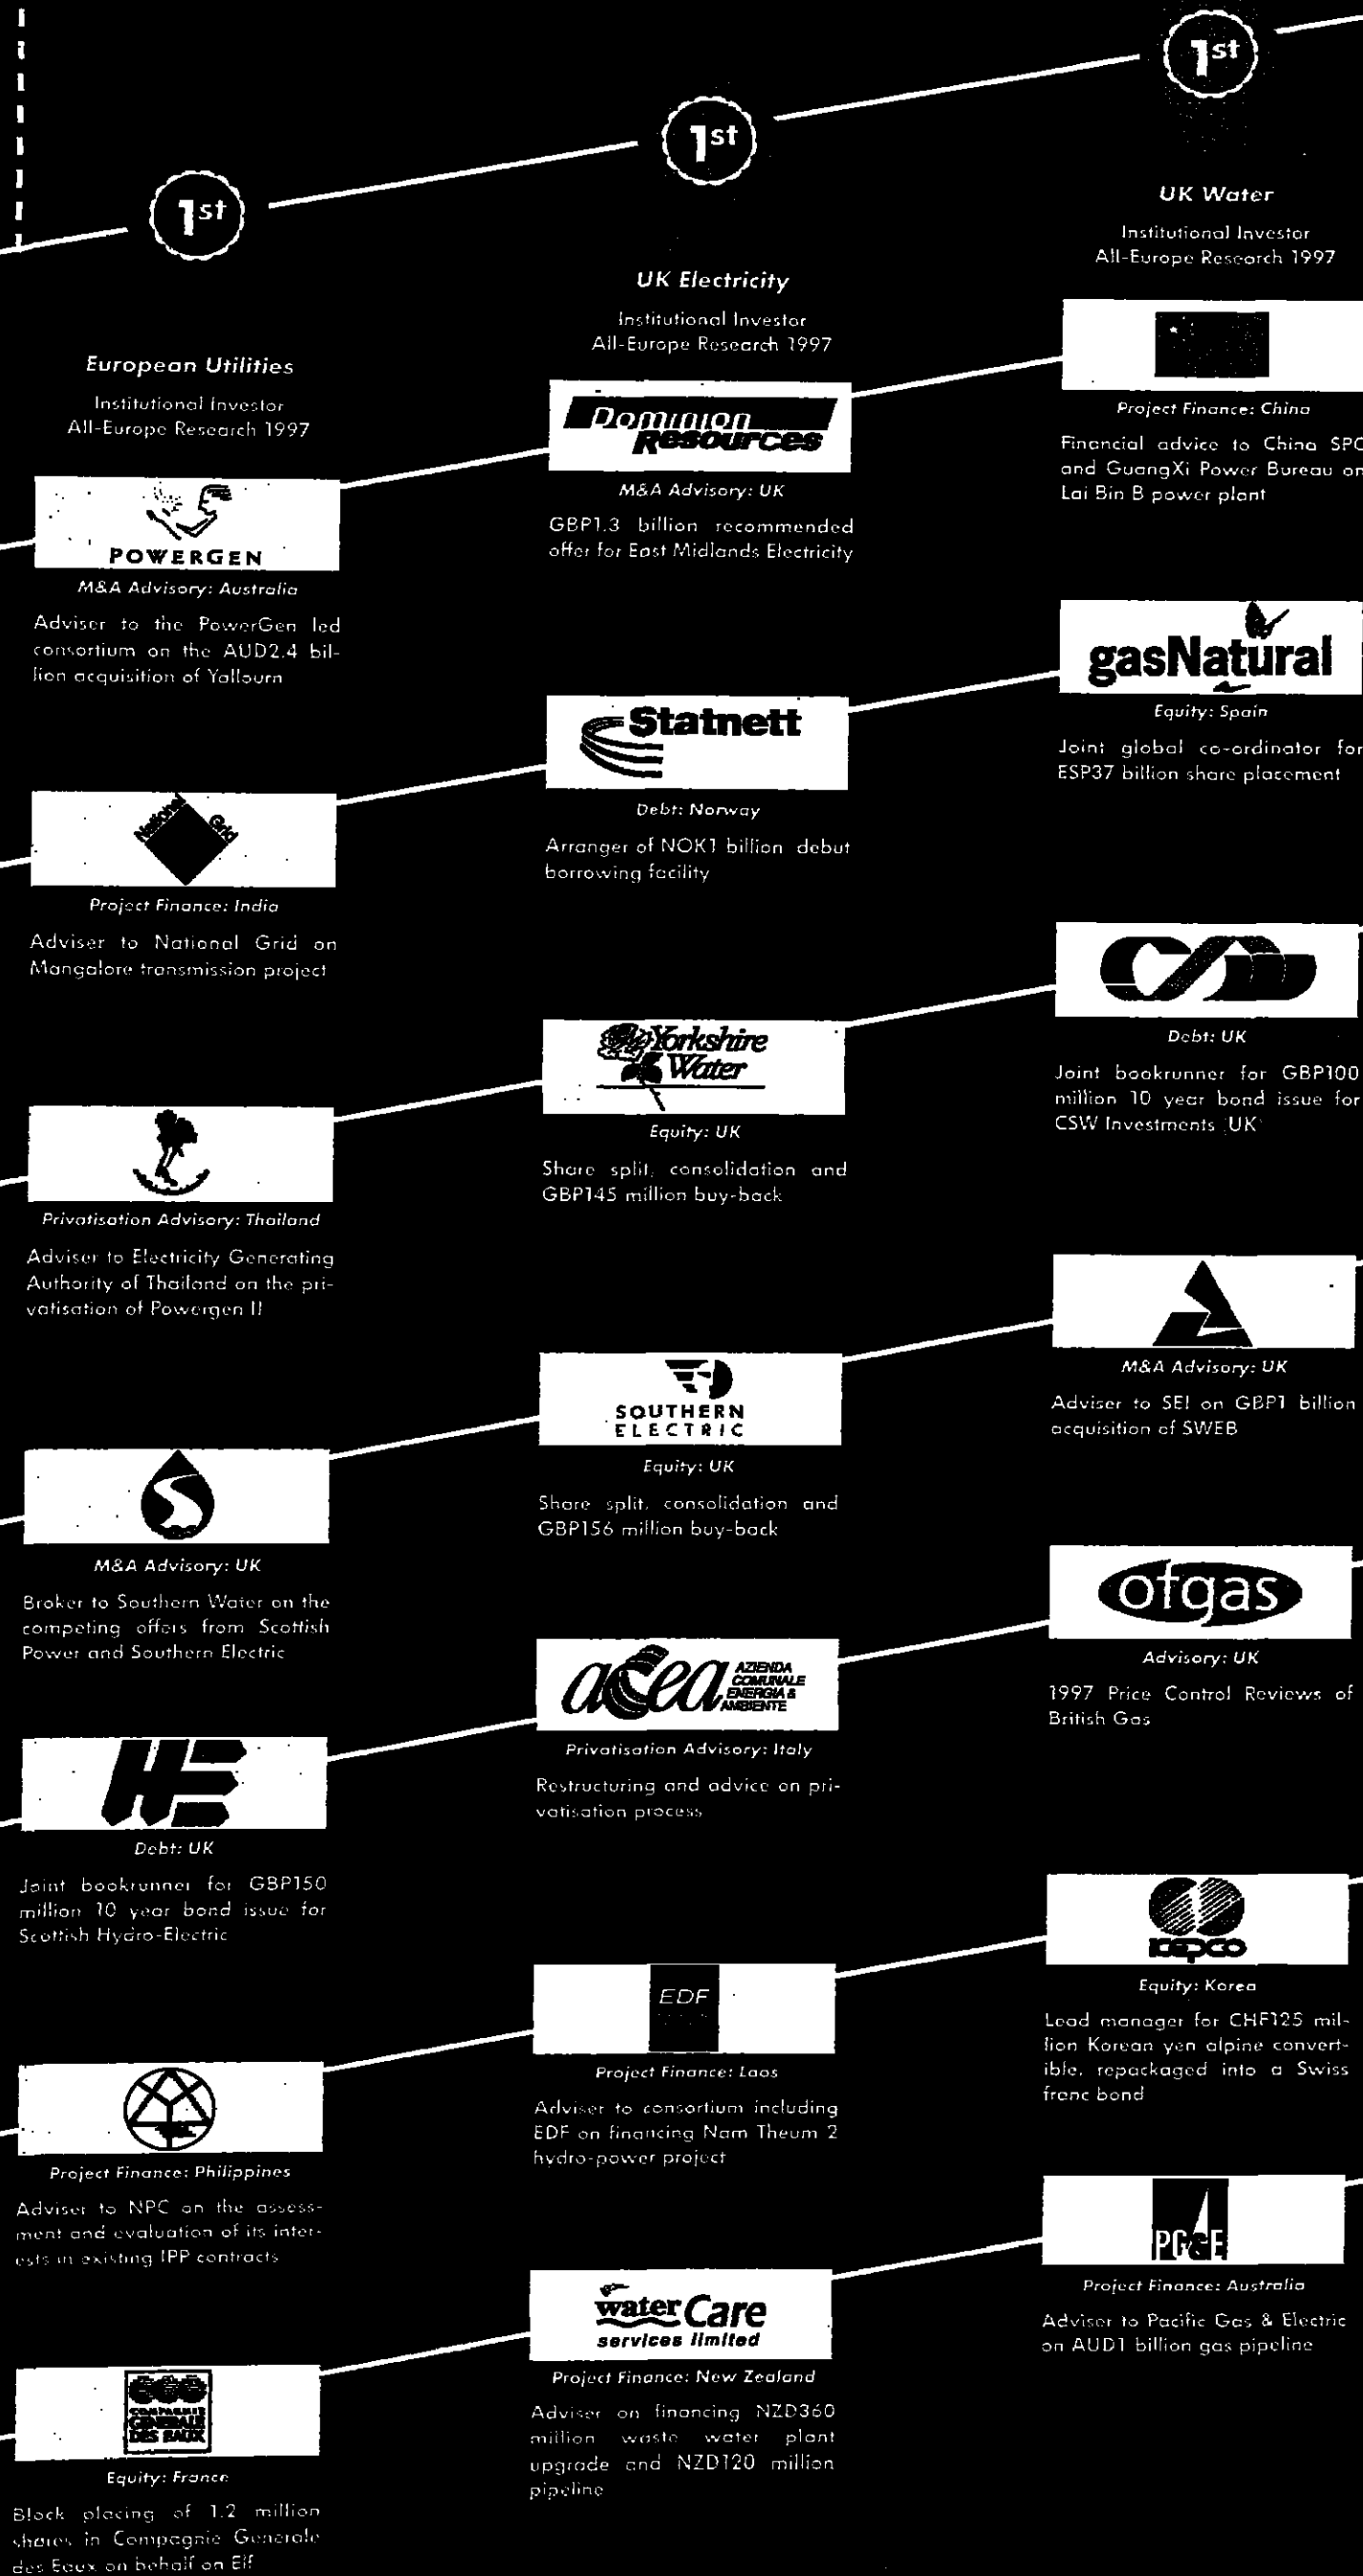 1st
European Utilities
Institutional Investor
All-Europe Research 1997
POWERGEN
M&A Advisory: Australia
Adviser to the PowerGen led
consortium on the AUD2.4 bil-
lion acquisition of Yallourn
National Grid
Project Finance: India
Adviser to National Grid on
Mangalore transmission project
Privatisation Advisory: Thailand
Adviser to Electricity Generating
Authority of Thailand on the pri-
vatisation of Powergen II
M&A Advisory: UK
Broker to Southern Water on the
competing offers from Scottish
Power and Southern Electric
HE
Debt: UK
Joint bookrunner for GBP150
million 10 year bond issue for
Scottish Hydro-Electric
Project Finance: Philippines
Adviser to NPC on the assess-
ment and evaluation of its inter-
ests in existing IPP contracts
COMPAGNIE
GENERALE
DES EAUX
Equity: France
Block placing of 1.2 million
shares in Compagnie Generale
des Eaux on behalf on Elf
1st
UK Electricity
Institutional Investor
All-Europe Research 1997
Dominion
Resources
M&A Advisory: UK
GBP1.3 billion recommended
offer for East Midlands Electricity
Statnett
Debt: Norway
Arranger of NOK1 billion debut
borrowing facility
Yorkshire
Water
Equity: UK
Share split, consolidation and
GBP145 million buy-back
SOUTHERN
ELECTRIC
Equity: UK
Share split, consolidation and
GBP156 million buy-back
acea AZIENDA
COMUNALE
ENERGIA &
AMBIENTE
Privatisation Advisory: Italy
Restructuring and advice on pri-
vatisation process
EDF
Project Finance: Laos
Adviser to consortium including
EDF on financing Nam Theum 2
hydro-power project
water Care
services limited
Project Finance: New Zealand
Adviser on financing NZD360
million waste water plant
upgrade and NZD120 million
pipeline
1st
UK Water
Institutional Investor
All-Europe Research 1997
Project Finance: China
Financial advice to China SPC
and GuangXi Power Bureau on
Lai Bin B power plant
gasNatural
Equity: Spain
Joint global co-ordinator for
ESP37 billion share placement
CSW
Debt: UK
Joint bookrunner for GBP100
million 10 year bond issue for
CSW Investments (UK)
M&A Advisory: UK
Adviser to SEI on GBP1 billion
acquisition of SWEB
ofgas
Advisory: UK
1997 Price Control Reviews of
British Gas
KEPCO
Equity: Korea
Lead manager for CHF125 mil-
lion Korean yen alpine convert-
ible, repackaged into a Swiss
franc bond
PG&E
Project Finance: Australia
Adviser to Pacific Gas & Electric
on AUD1 billion gas pipeline